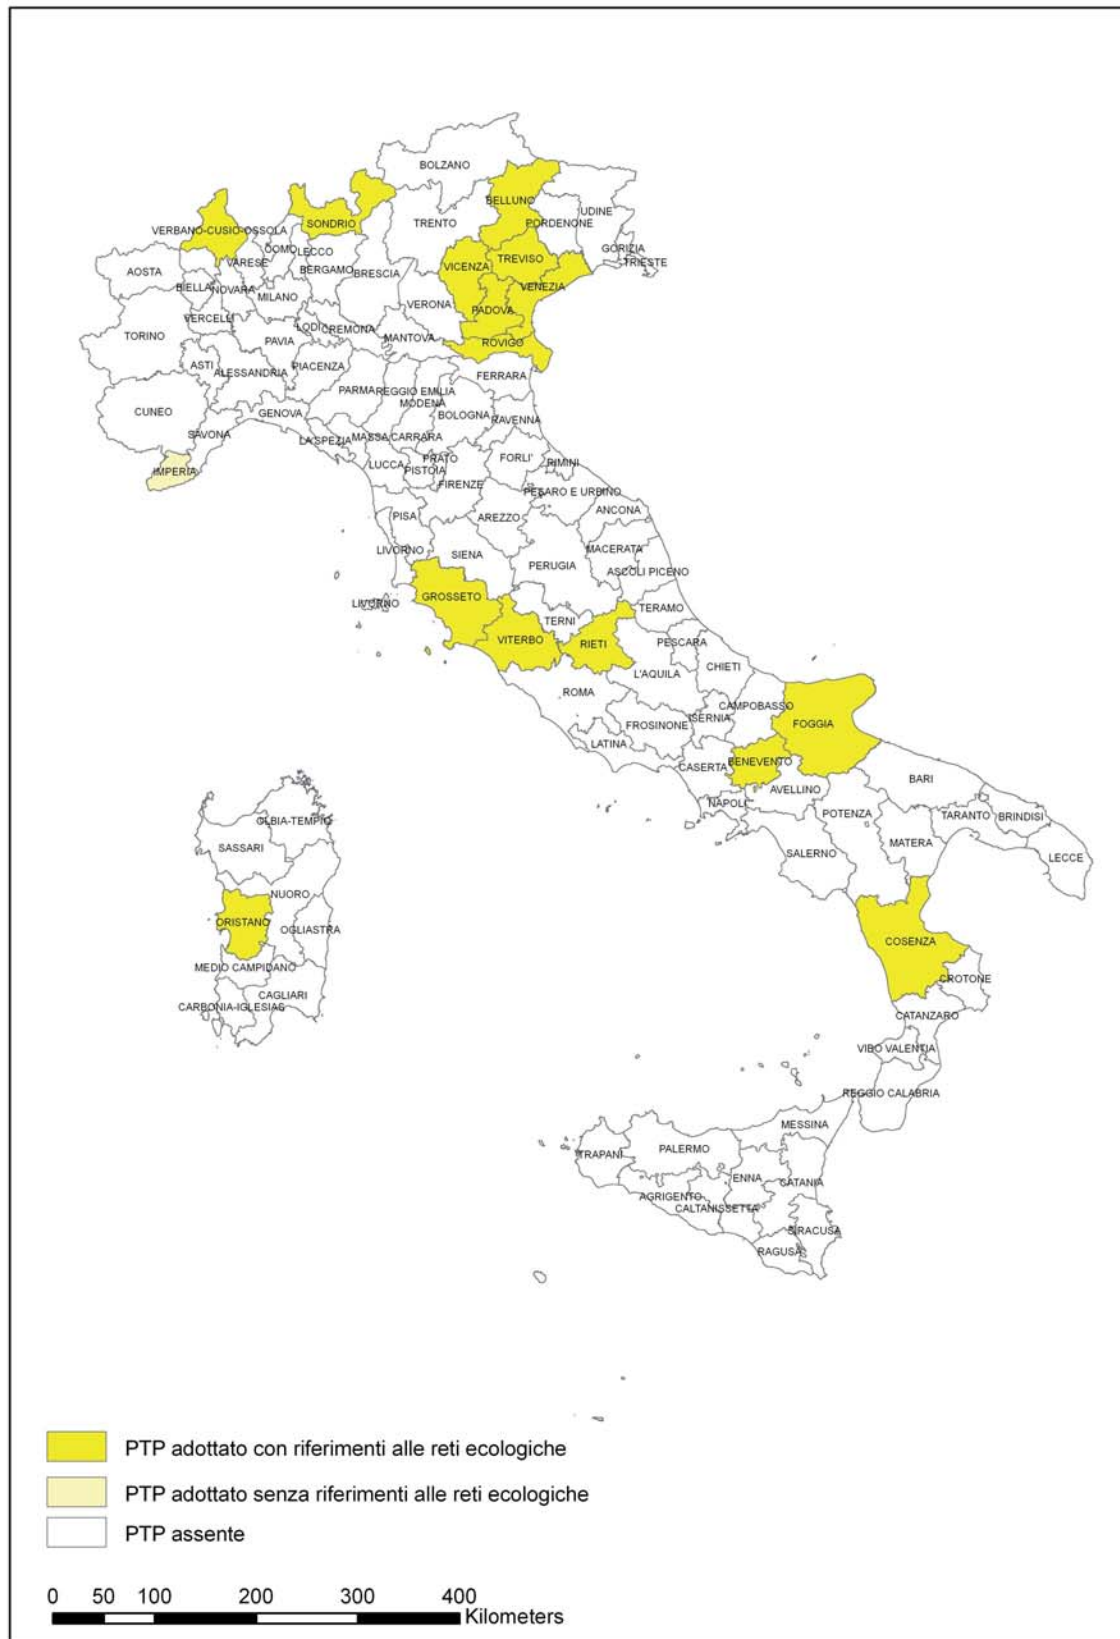 BOLZANO
BELLUNO
UDINE
SONDRIO
TRENTO
PORDENONE
VERBANO-CUSIO-OSSOLA
GORIZIA
COMO
LECCO
TREVISO
TRIESTE
VARESE
VICENZA
AOSTA
BERGAMO
BRESCIA
BIELLA
NOVARA
VENEZIA
MILANO
VERONA
PADOVA
VERCELLI
LODI
CREMONA
TORINO
PAVIA
MANTOVA
ROVIGO
ASTI
PIACENZA
ALESSANDRIA
FERRARA
PARMA
REGGIO EMILIA
MODENA
CUNEO
GENOVA
BOLOGNA
RAVENNA
SAVONA
LA SPEZIA
MASSA CARRARA
PRATO
FORLI'
LUCCA
PISTOIA
RIMINI
IMPERIA
FIRENZE
PESARO E URBINO
ANCONA
PISA
AREZZO
LIVORNO
SIENA
MACERATA
PERUGIA
ASCOLI PICENO
GROSSETO
LIVORNO
TERAMO
TERNI
VITERBO
RIETI
PESCARA
CHIETI
L'AQUILA
ROMA
CAMPOBASSO
ISERNIA
FROSINONE
FOGGIA
LATINA
BENEVENTO
CASERTA
BARI
AVELLINO
NAPOLI
POTENZA
TARANTO
BRINDISI
OLBIA-TEMPIO
MATERA
SASSARI
SALERNO
LECCE
NUORO
ORISTANO
OGLIASTRA
COSENZA
MEDIO CAMPIDANO
CROTONE
CAGLIARI
CARBONIA-IGLESIAS
CATANZARO
VIBO VALENTIA
REGGIO CALABRIA
MESSINA
PALERMO
TRAPANI
ENNA
CATANIA
AGRIGENTO
CALTANISSETTA
SIRACUSA
RAGUSA
PTP adottato con riferimenti alle reti ecologiche
PTP adottato senza riferimenti alle reti ecologiche
PTP assente
0 50 100 200 300 400
Kilometers